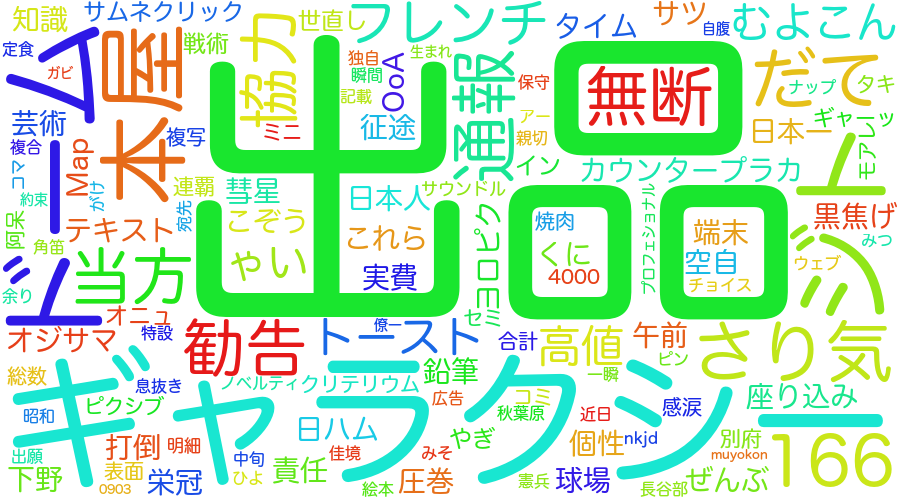 出品
無断
ギャラクシー
ムード
ット
本屋
協力
通報
フレンチ
むよこん
だて
さり気
166
当方
勧告
トースト
サムネクリック
世直し
タイム
サツ
自腹
知識
定食
ガビ
戦術
独自
瞬間
記載
生まれ
OoA
保守
ナップ
タキ
アー
親切
日本一
ギャーッ
モアレ
芸術
複合
複写
ミニ
征途
イン
カウンタープラカ
コマ
Map
がけ
約束
連覇
彗星
日本人
サウンドル
宛先
こぞう
黒焦げ
みつ
阿呆
角笛
テキスト
ゃい
これら
セミヨロピク
焼肉
くに
4000
プロフェショナル
端末
空自
チョイス
ウェブ
余り
実費
オニュ
特設
オジサマ
僚一
合計
高値
午前
ピン
一瞬
総数
息抜き
ノベルティクリテリウム
鉛筆
広告
コミ
秋葉原
近日
感涙
座り込み
昭和
ピクシブ
日ハム
佳境
みそ
やぎ
個性
nkjd
別府
muyokon
出願
打倒
明細
中旬
ひよ
表面
0903
下野
栄冠
責任
絵本
圧巻
憲兵
球場
長谷部
ぜんぶ